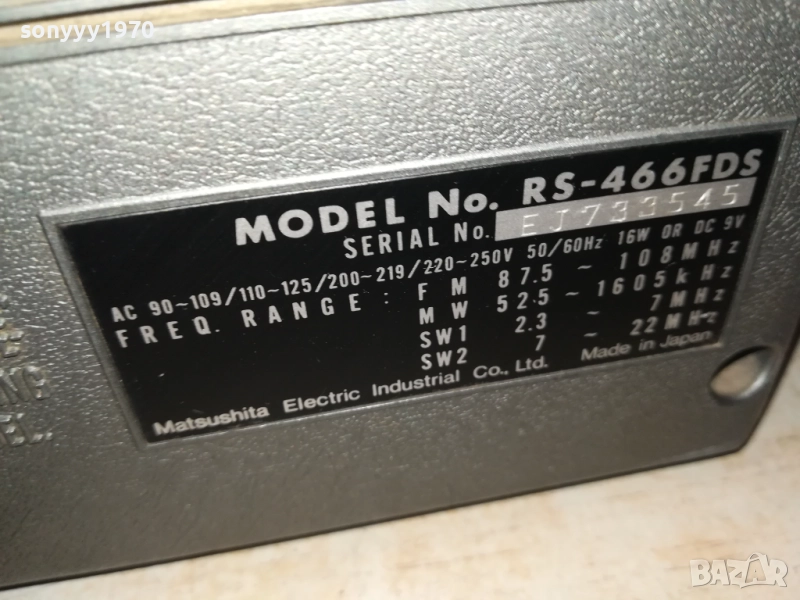 sonyyy1970
MODEL No. RS-466FDS
SERIAL No. EJ733545
AC 90~109/110~125/200~219/220~250V 50/60Hz 16W OR DC 9V
FREQ. RANGE: FM 87.5 ~ 108MHz
MW 525 ~ 1605kHz
SW1 2.3 ~ 7MHz
SW2 7 ~ 22MHz
Matsushita Electric Industrial Co., Ltd. Made in Japan
BAZAR